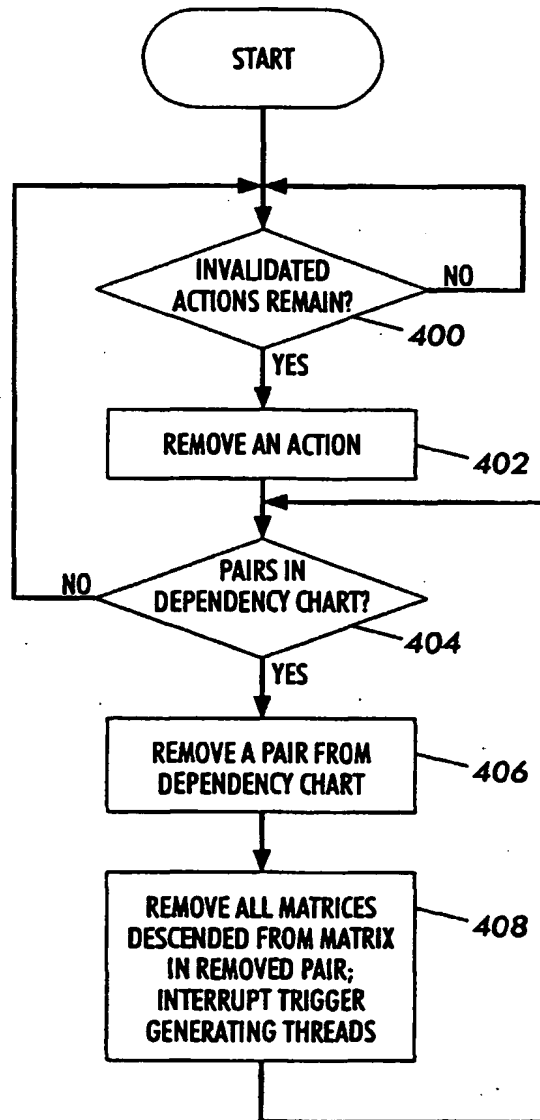 START
INVALIDATED
ACTIONS REMAIN?
NO
400
YES
REMOVE AN ACTION
402
PAIRS IN
DEPENDENCY CHART?
NO
404
YES
REMOVE A PAIR FROM
DEPENDENCY CHART
406
REMOVE ALL MATRICES
DESCENDED FROM MATRIX
IN REMOVED PAIR;
INTERRUPT TRIGGER
GENERATING THREADS
408